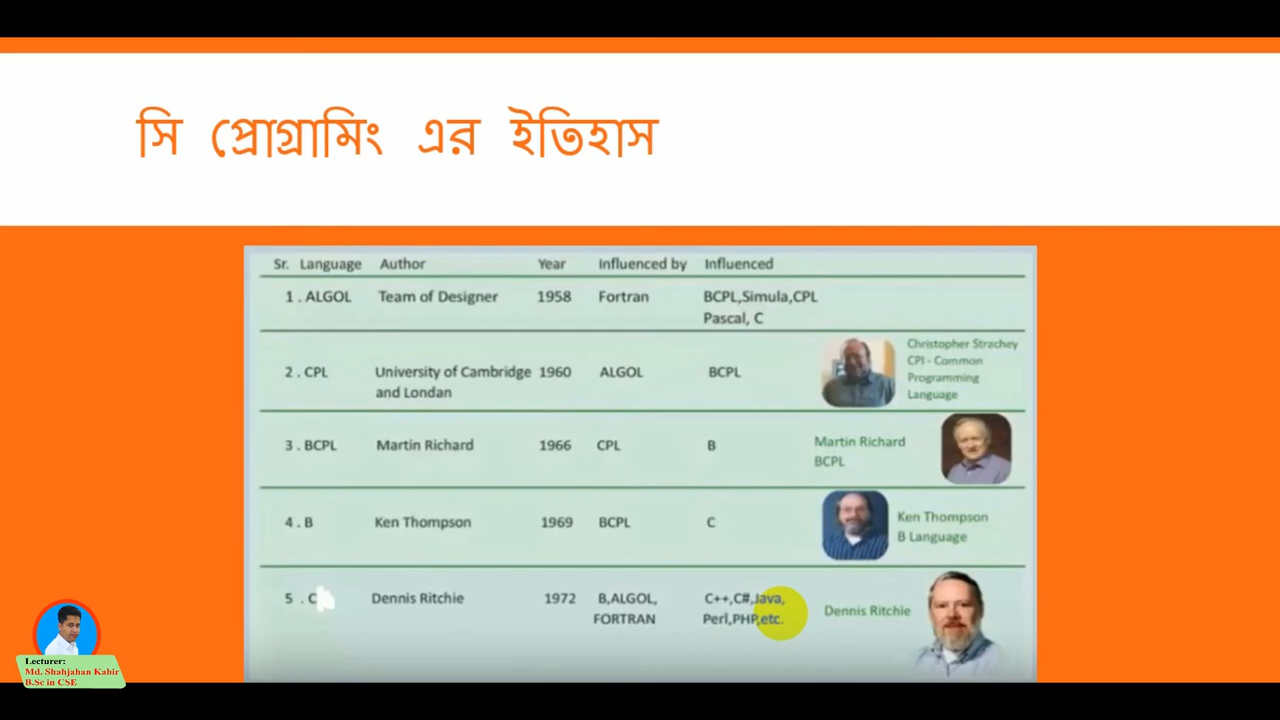 সি প্রোগ্রামিং এর ইতিহাস
Sr. Language Author Year Influenced by Influenced
1 . ALGOL Team of Designer 1958 Fortran BCPL,Simula,CPL
Pascal, C
Christopher Strachey
CPl - Common
Programming
Language
2 . CPL University of Cambridge 1960 ALGOL BCPL
and Londan
3 . BCPL Martin Richard 1966 CPL B Martin Richard
BCPL
4 . B Ken Thompson 1969 BCPL C Ken Thompson
B Language
5 . C Dennis Ritchie 1972 B,ALGOL, C++,C#,Java, Dennis Ritchie
FORTRAN Perl,PHP,etc.
Lecturer:
Md. Shahjahan Kabir
B.Sc in CSE